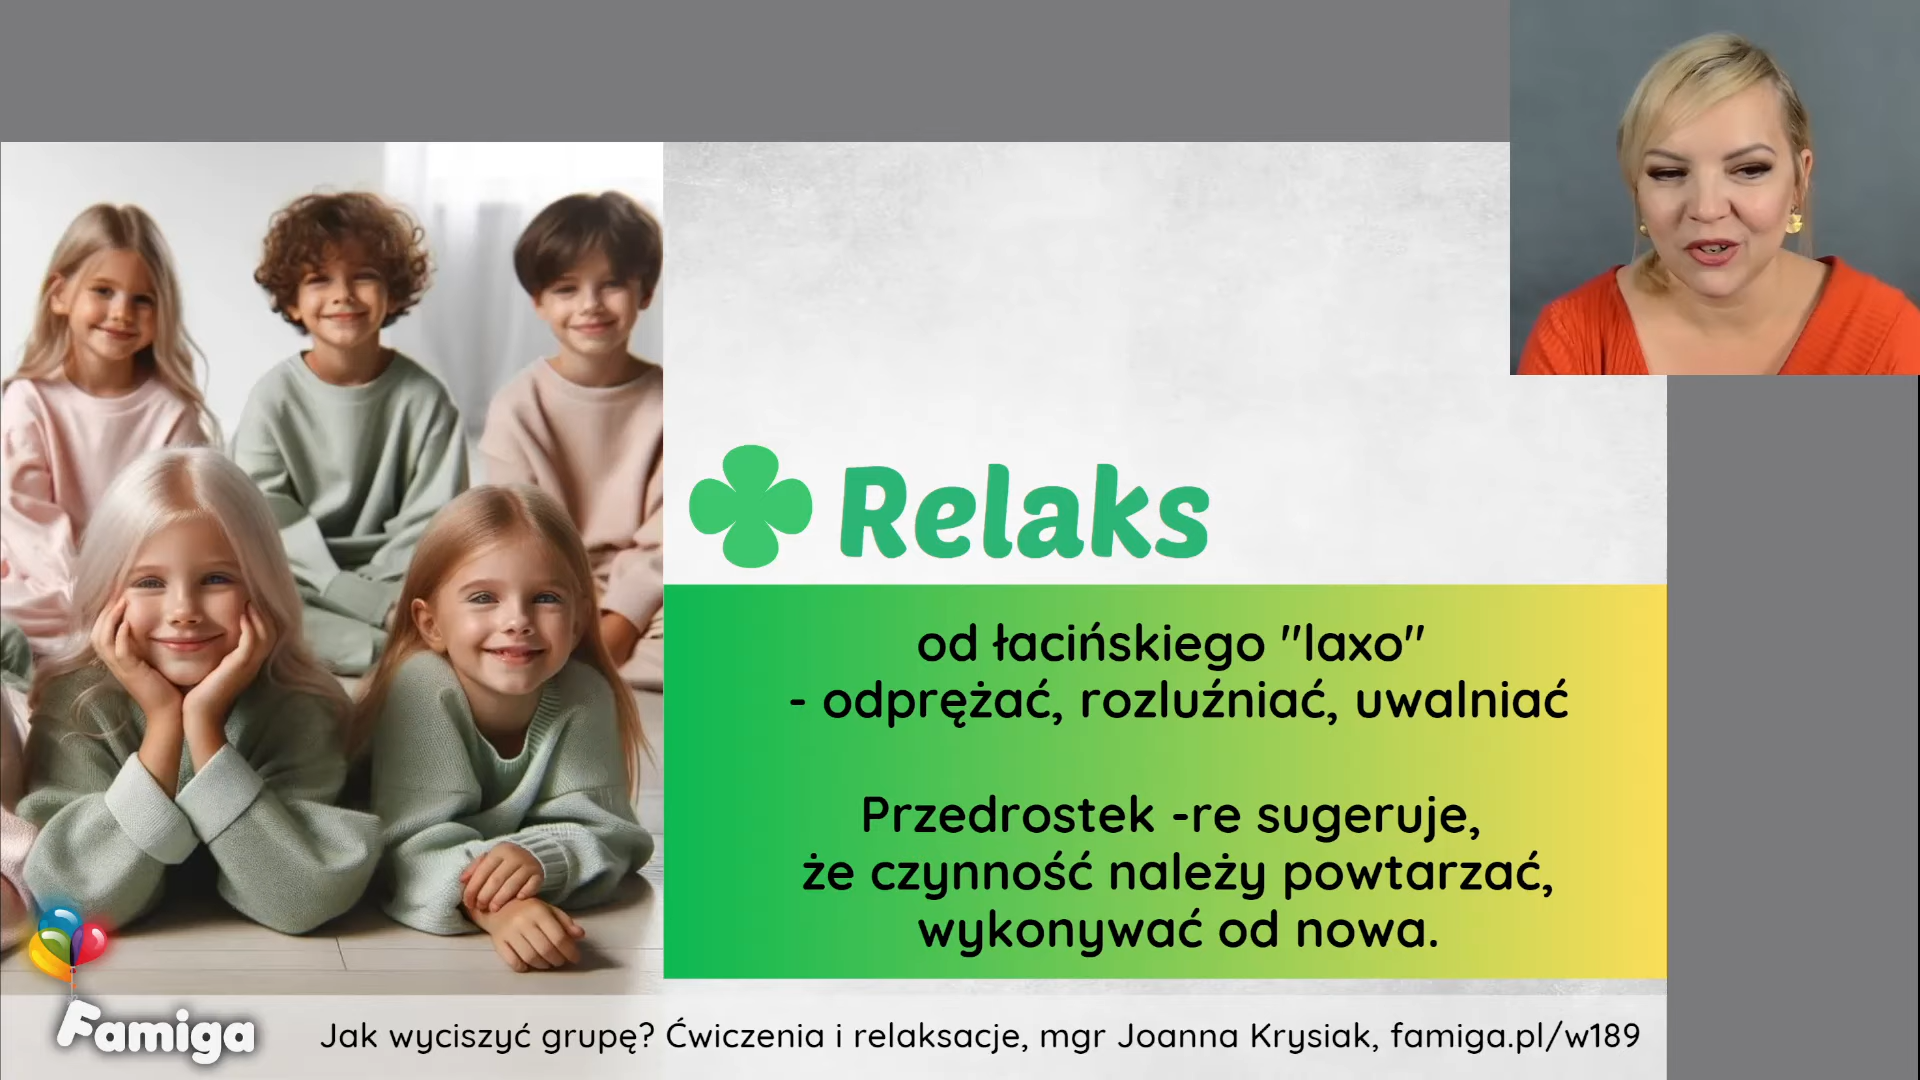 Relaks
od łacińskiego "laxo"
- odprężać, rozluźniać, uwalniać
Przedrostek -re sugeruje,
że czynność należy powtarzać,
wykonywać od nowa.
Famiga
Jak wyciszyć grupę? Ćwiczenia i relaksacje, mgr Joanna Krysiak, famiga.pl/w189